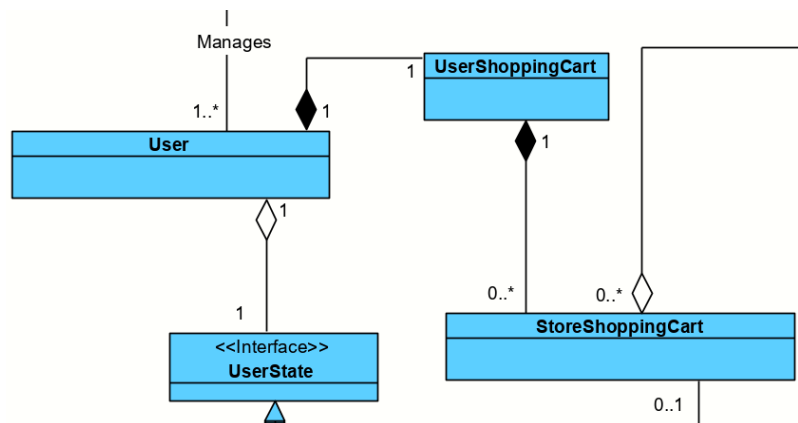 Manages
1..*
1
1
UserShoppingCart
User
1
1
0..*
0..*
1
StoreShoppingCart
<<Interface>>
UserState
0..1